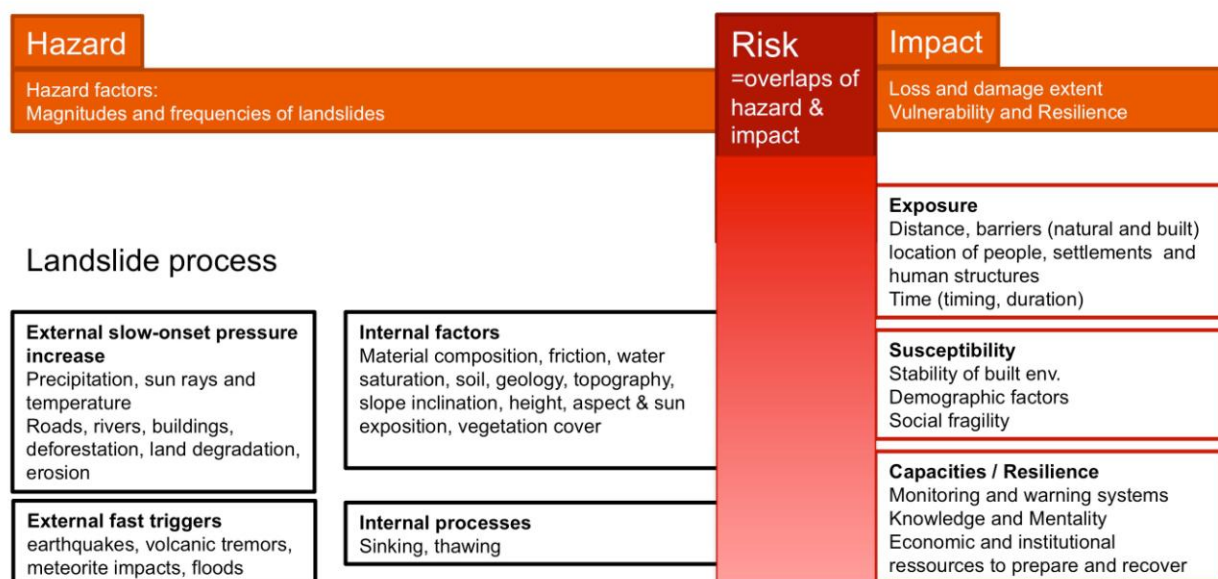 Hazard
Hazard factors:
Magnitudes and frequencies of landslides
Risk
=overlaps of
hazard &
impact
Impact
Loss and damage extent
Vulnerability and Resilience
Landslide process
External slow-onset pressure
increase
Precipitation, sun rays and
temperature
Roads, rivers, buildings,
deforestation, land degradation,
erosion
External fast triggers
earthquakes, volcanic tremors,
meteorite impacts, floods
Internal factors
Material composition, friction, water
saturation, soil, geology, topography,
slope inclination, height, aspect & sun
exposition, vegetation cover
Internal processes
Sinking, thawing
Exposure
Distance, barriers (natural and built)
location of people, settlements and
human structures
Time (timing, duration)
Susceptibility
Stability of built env.
Demographic factors
Social fragility
Capacities / Resilience
Monitoring and warning systems
Knowledge and Mentality
Economic and institutional
ressources to prepare and recover